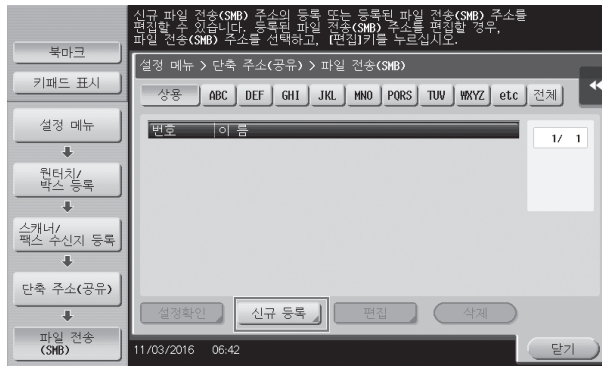 신규 파일 전송(SMB) 주소의 등록 또는 등록된 파일 전송(SMB) 주소를
편집할 수 있습니다. 등록된 파일 전송(SMB) 주소를 편집할 경우,
파일 전송(SMB) 주소를 선택하고, [편집]키를 누르십시오.
북마크
키패드 표시
설정 메뉴 > 단축 주소(공유) > 파일 전송(SMB)
상용 ABC DEF GHI JKL MNO PQRS TUV WXYZ etc 전체
설정 메뉴
번호 이 름
1/ 1
원터치/
박스 등록
스캐너/
팩스 수신지 등록
단축 주소(공유)
설정확인 신규 등록 편집 삭제
파일 전송
(SMB)
11/03/2016 06:42
닫기